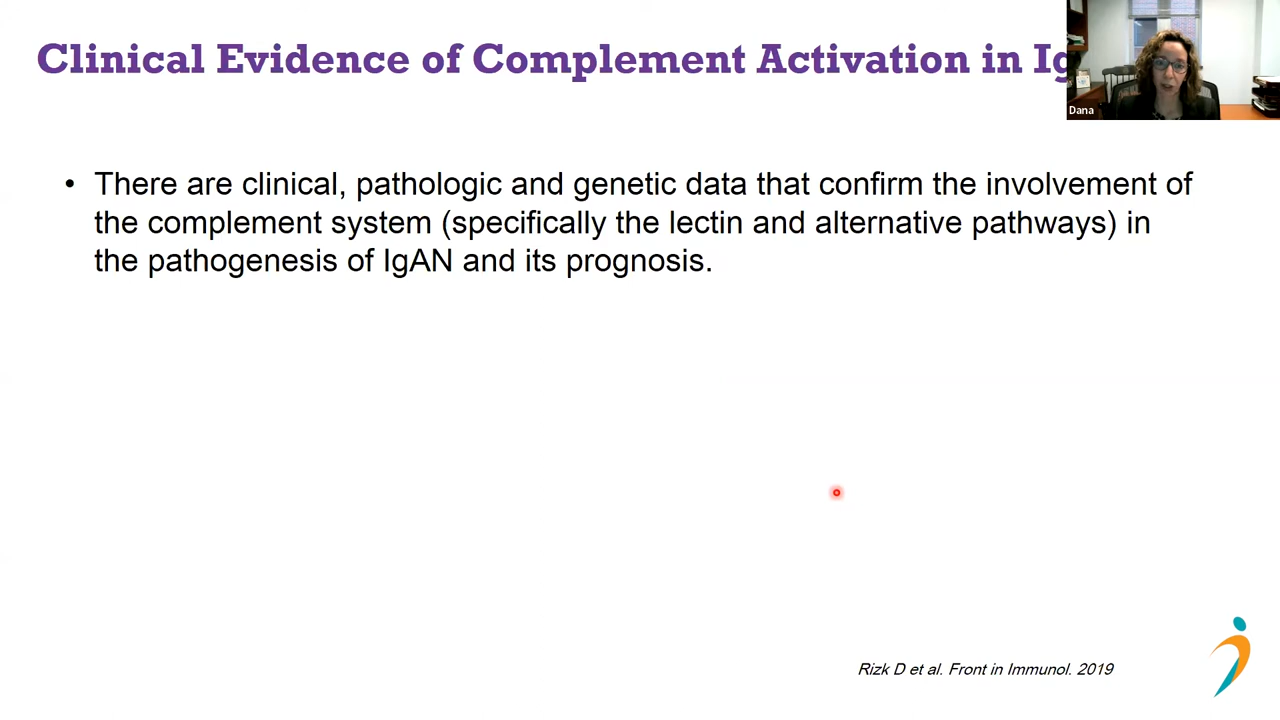 Clinical Evidence of Complement Activation in
Dana
• There are clinical, pathologic and genetic data that confirm the involvement of
the complement system (specifically the lectin and alternative pathways) in
the pathogenesis of IgAN and its prognosis.
Rizk D et al. Front in Immunol. 2019